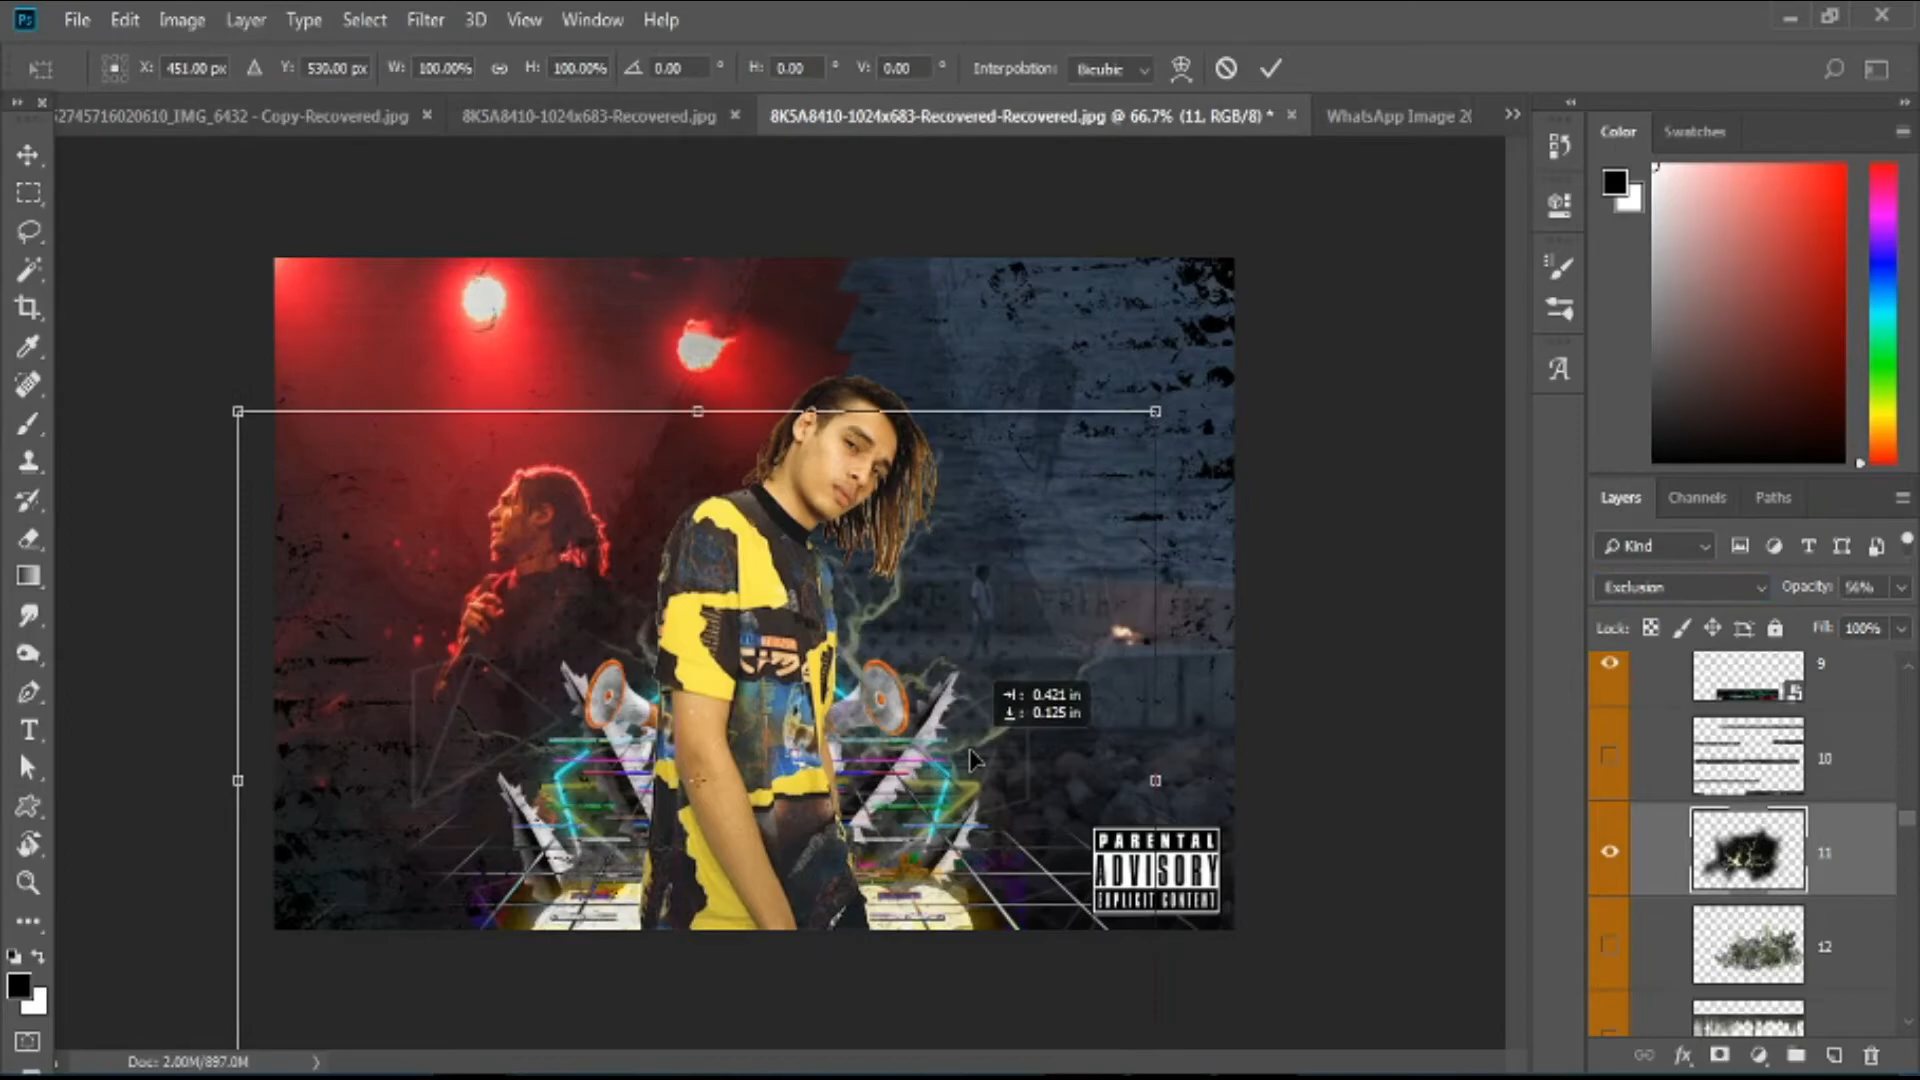 Ps File Edit Image Layer Type Select Filter 3D View Window Help
X: 451.00 px Y: 530.00 px W: 100.00% H: 100.00% 0.00 ° H: 0.00 ° V: 0.00 ° Interpolation: Bicubic
52745716020610_IMG_6432 - Copy-Recovered.jpg × 8K5A8410-1024x683-Recovered.jpg × 8K5A8410-1024x683-Recovered-Recovered.jpg @ 66.7% (11, RGB/8) * × WhatsApp Image 20
Color Swatches
Layers Channels Paths
Kind
Exclusion Opacity: 56%
Lock: Fill: 100%
9
10
11
12
: 0.421 in
: 0.125 in
PARENTAL
ADVISORY
EXPLICIT CONTENT
Doc: 2.00M/897.0M